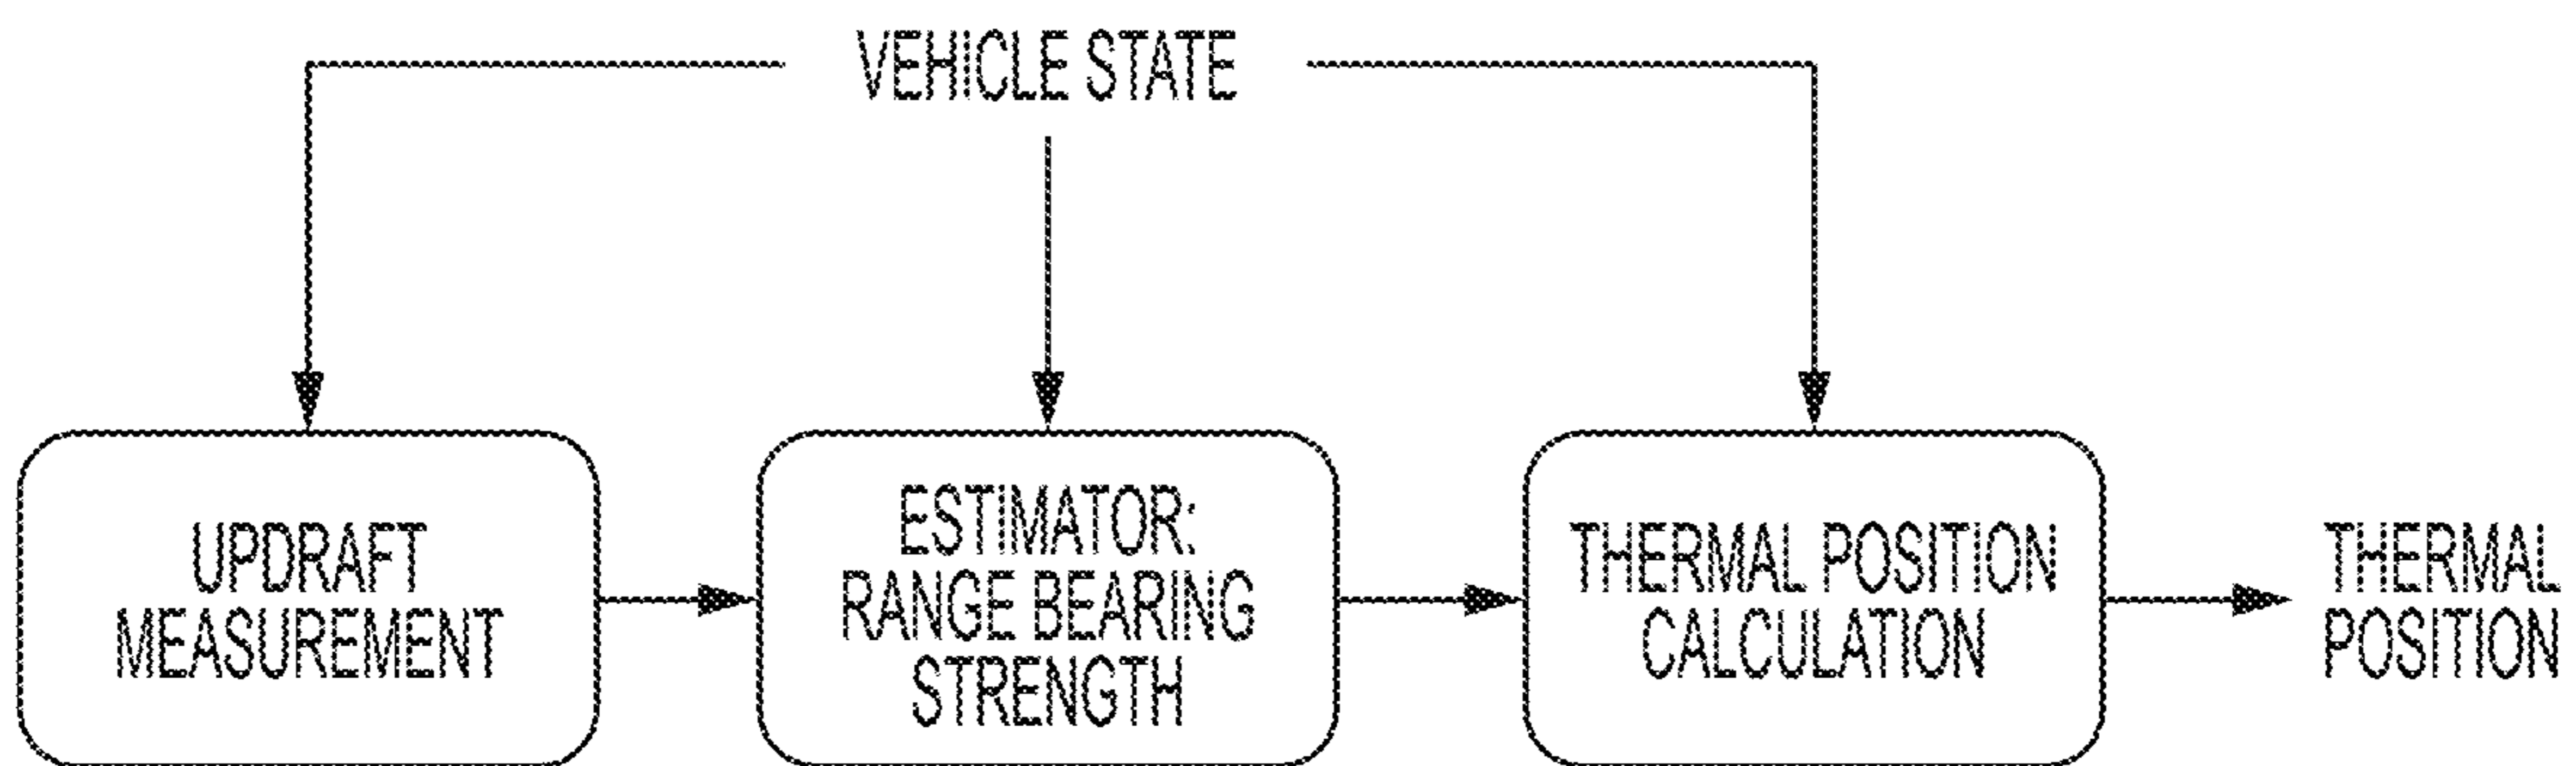 VEHICLE STATE
UPDRAFT
MEASUREMENT
ESTIMATOR:
RANGE BEARING
STRENGTH
THERMAL POSITION
CALCULATION
THERMAL
POSITION